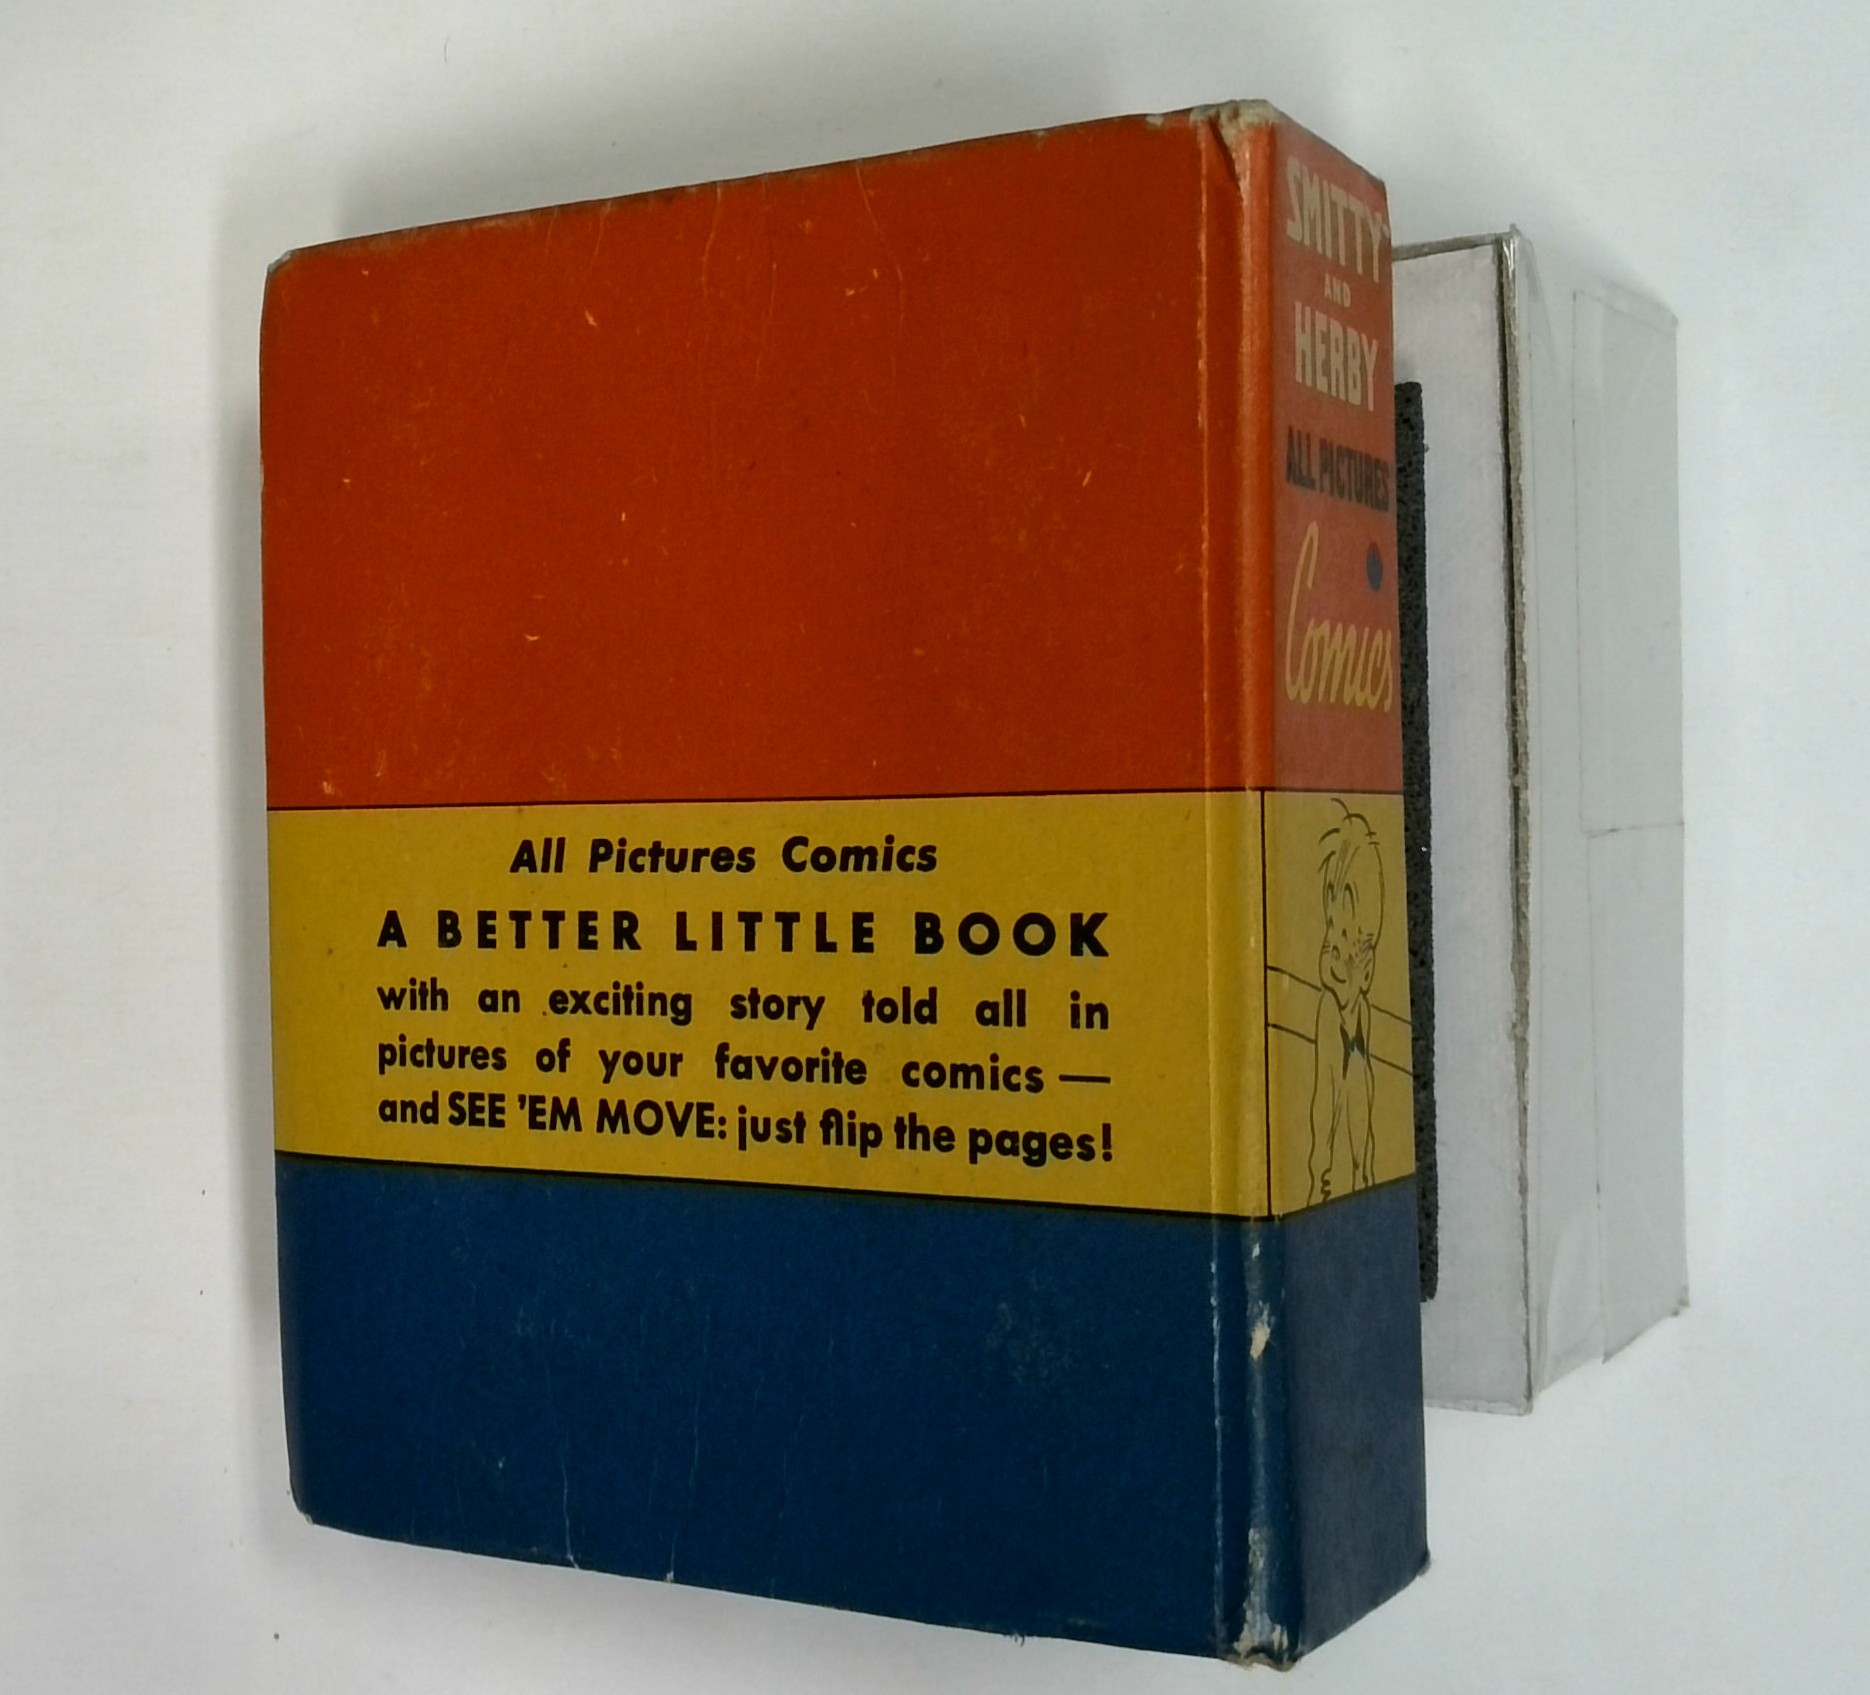 All Pictures Comics
A BETTER LITTLE BOOK
with an exciting story told all in
pictures of your favorite comics —
and SEE 'EM MOVE: just flip the pages!
SMITTY
AND
HERBY
ALL PICTURES
Comics